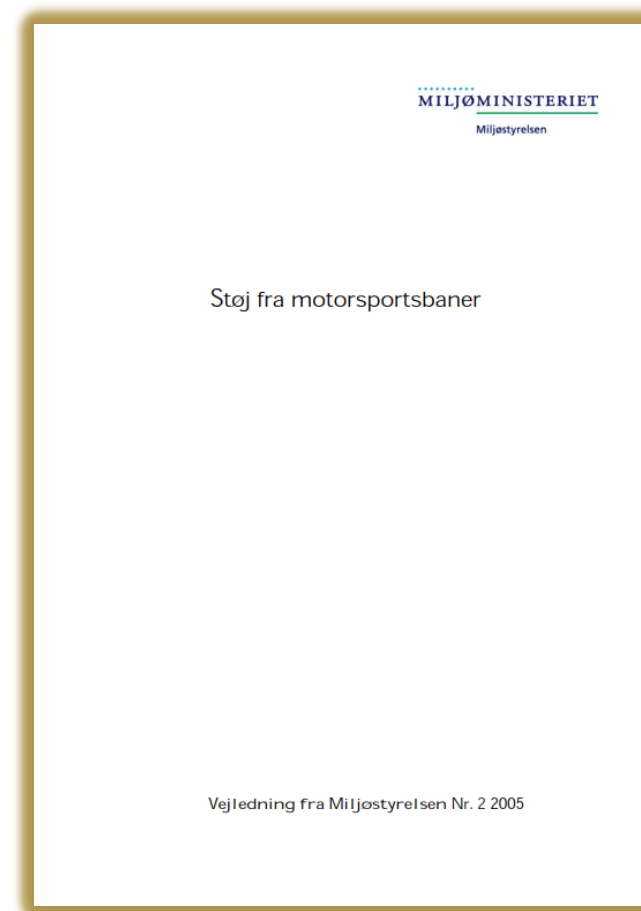 MILJØMINISTERIET
Miljøstyrelsen
Støj fra motorsportsbaner
Vejledning fra Miljøstyrelsen Nr. 2 2005